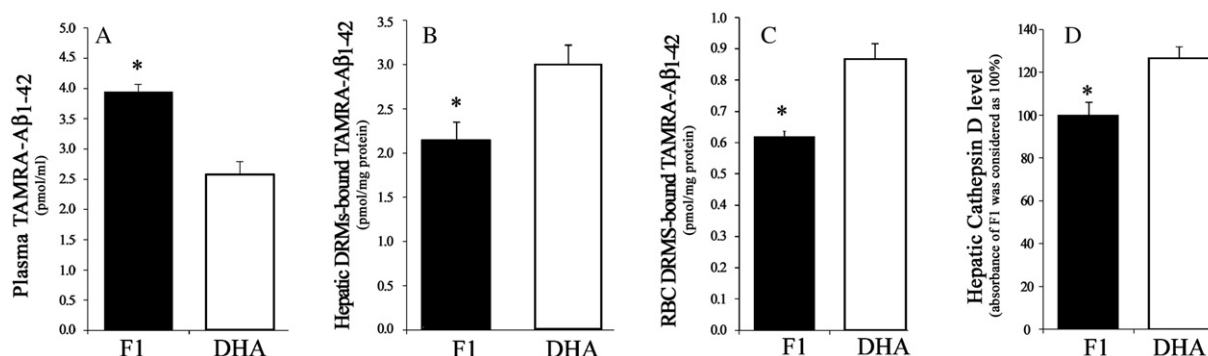 A
Plasma TAMRA-Aβ1-42
(pmol/ml)
5.0
4.5
4.0
3.5
3.0
2.5
2.0
1.5
1.0
0.5
0.0
*
F1 DHA
B
Hepatic DRMs-bound TAMRA-Aβ1-42
(pmol/mg protein)
3.5
3.0
2.5
2.0
1.5
1.0
0.5
0.0
*
F1 DHA
C
RBC DRMS-bound TAMRA-Aβ1-42
(pmol/mg protein)
1
0.9
0.8
0.7
0.6
0.5
0.4
0.3
0.2
0.1
0.0
*
F1 DHA
D
Hepatic Cathepsin D level
(absorbance of F1 was considered as 100%)
140
120
100
80
60
40
20
0
*
F1 DHA